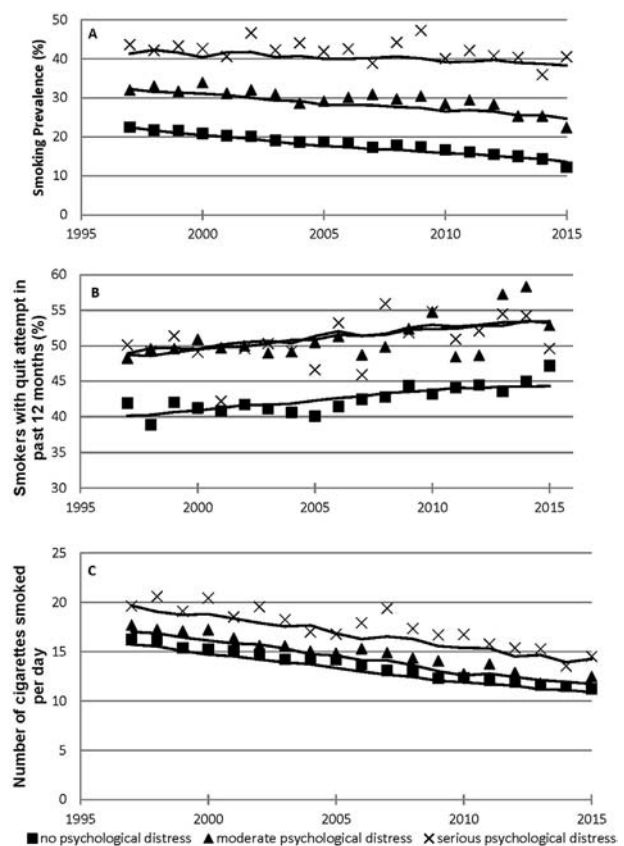 A
Smoking Prevalence (%)
50
40
30
20
10
0
1995 2000 2005 2010 2015
B
Smokers with quit attempt in
past 12 months (%)
60
55
50
45
40
35
30
1995 2000 2005 2010 2015
C
Number of cigarettes smoked
per day
25
20
15
10
5
0
1995 2000 2005 2010 2015
no psychological distress moderate psychological distress serious psychological distress